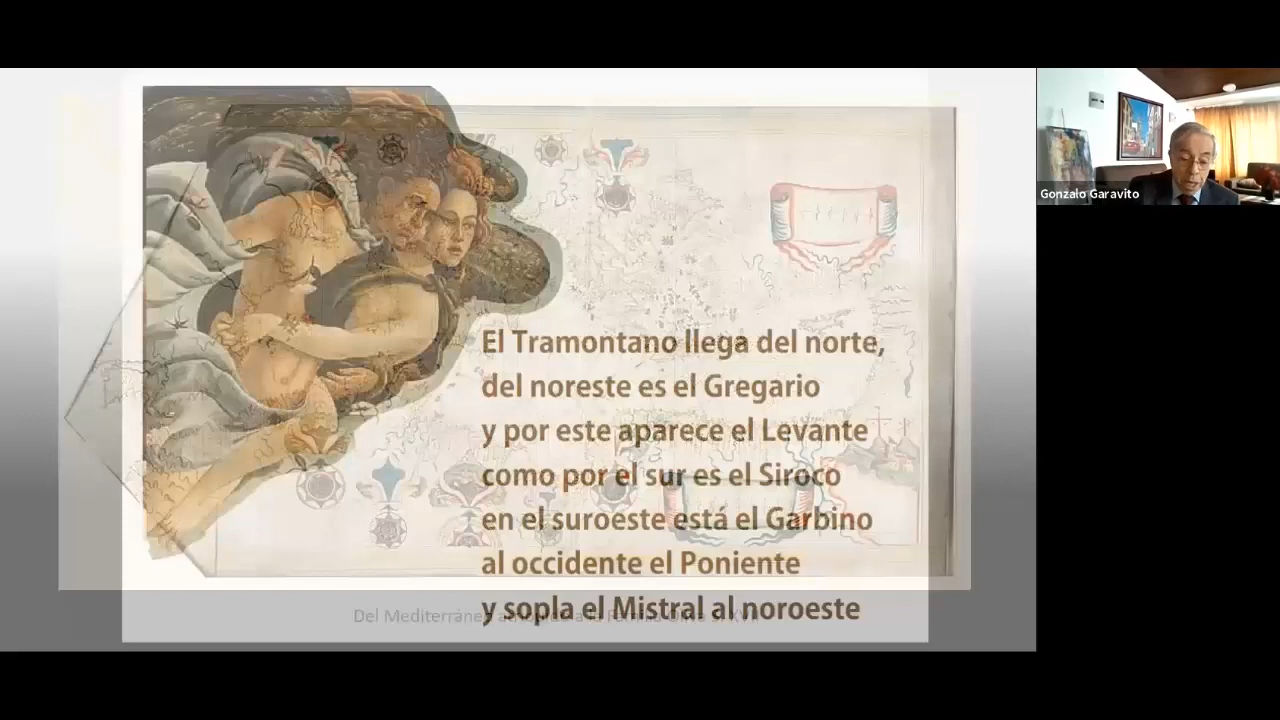 El Tramontano llega del norte,
del noreste es el Gregario
y por este aparece el Levante
como por el sur es el Siroco
en el suroeste está el Garbino
al occidente el Poniente
y sopla el Mistral al noroeste
Del Mediterráneo
Gonzalo Garavito